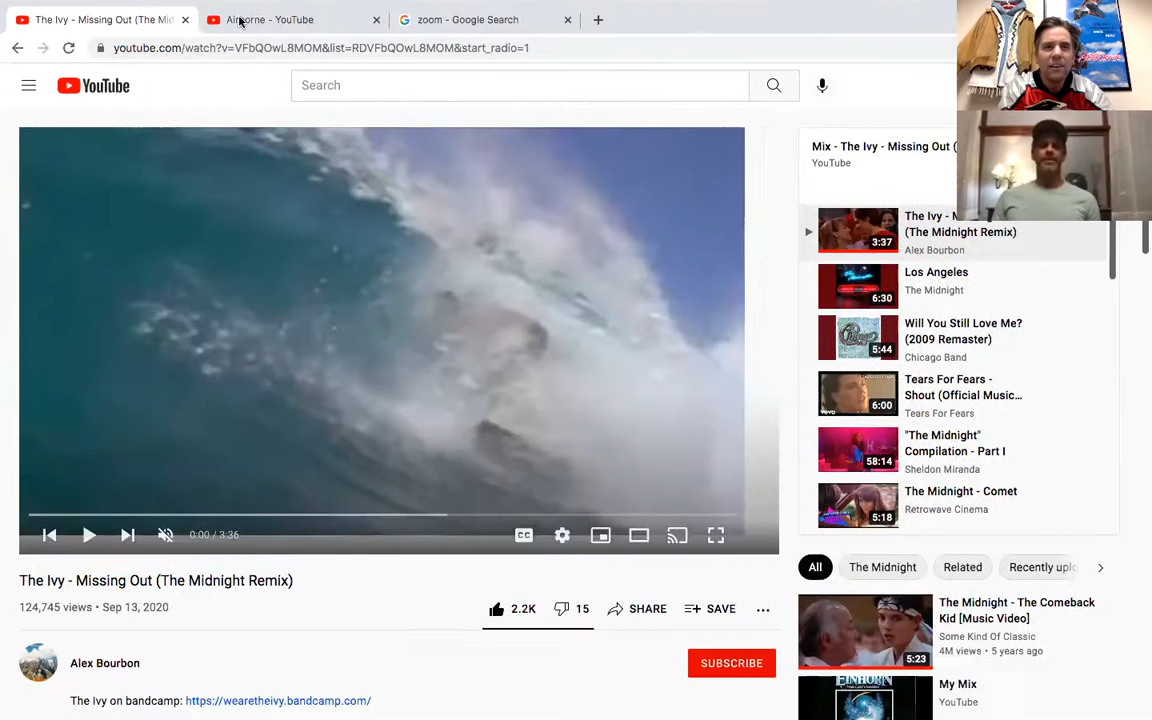 The Ivy - Missing Out (The Mid
Airborne - YouTube
zoom - Google Search
youtube.com/watch?v=VFbQOwL8MOM&list=RDVFbQOwL8MOM&start_radio=1
YouTube
Search
Mix - The Ivy - Missing Out (
YouTube
The Ivy - M
(The Midnight Remix)
Alex Bourbon
3:37
Los Angeles
The Midnight
6:30
Will You Still Love Me?
(2009 Remaster)
Chicago Band
5:44
Tears For Fears -
Shout (Official Music...
Tears For Fears
6:00
"The Midnight"
Compilation - Part I
Sheldon Miranda
58:14
The Midnight - Comet
Retrowave Cinema
5:18
CC
0:00 / 3:36
All
The Midnight
Related
Recently uplo
The Ivy - Missing Out (The Midnight Remix)
124,745 views • Sep 13, 2020
2.2K
15
SHARE
SAVE
The Midnight - The Comeback
Kid [Music Video]
Some Kind Of Classic
4M views • 5 years ago
5:23
Alex Bourbon
SUBSCRIBE
EINHORN
My Mix
YouTube
The Ivy on bandcamp: https://wearetheivy.bandcamp.com/